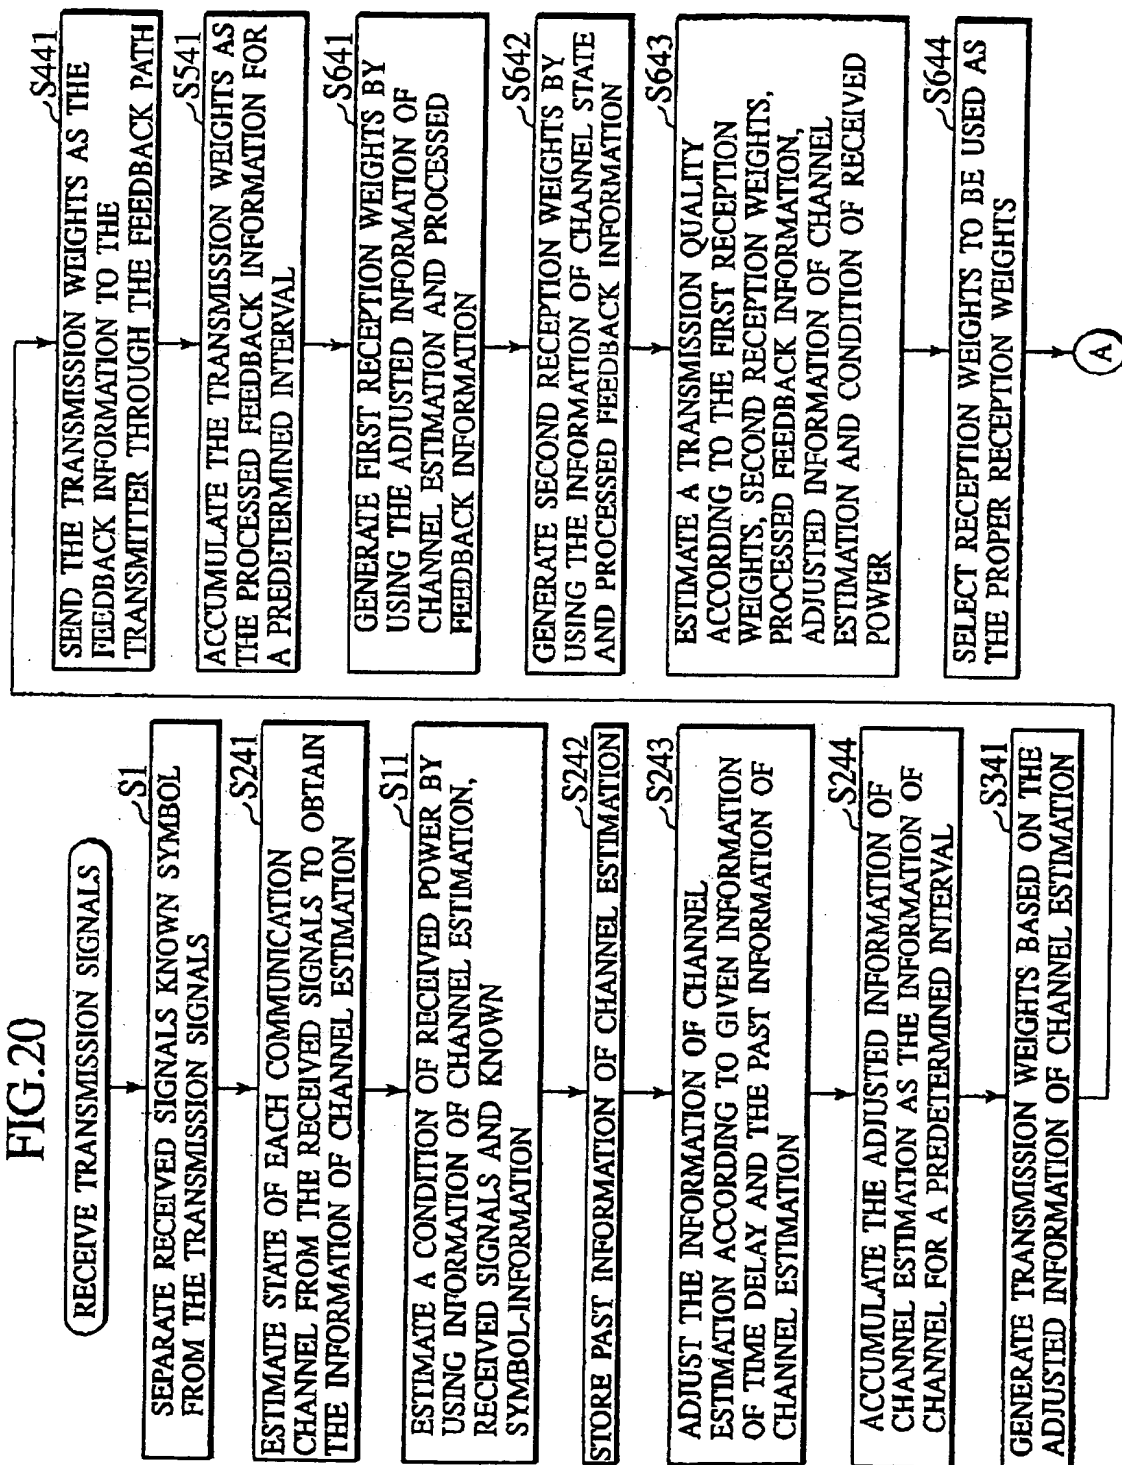 FIG.20
RECEIVE TRANSMISSION SIGNALS
S1
SEPARATE RECEIVED SIGNALS KNOWN SYMBOL
FROM THE TRANSMISSION SIGNALS
S241
ESTIMATE STATE OF EACH COMMUNICATION
CHANNEL FROM THE RECEIVED SIGNALS TO OBTAIN
THE INFORMATION OF CHANNEL ESTIMATION
S11
ESTIMATE A CONDITION OF RECEIVED POWER BY
USING INFORMATION OF CHANNEL ESTIMATION,
RECEIVED SIGNALS AND KNOWN
SYMBOL-INFORMATION
S242
STORE PAST INFORMATION OF CHANNEL ESTIMATION
S243
ADJUST THE INFORMATION OF CHANNEL
ESTIMATION ACCORDING TO GIVEN INFORMATION
OF TIME DELAY AND THE PAST INFORMATION OF
CHANNEL ESTIMATION
S244
ACCUMULATE THE ADJUSTED INFORMATION OF
CHANNEL ESTIMATION AS THE INFORMATION OF
CHANNEL FOR A PREDETERMINED INTERVAL
S341
GENERATE TRANSMISSION WEIGHTS BASED ON THE
ADJUSTED INFORMATION OF CHANNEL ESTIMATION
S441
SEND THE TRANSMISSION WEIGHTS AS THE
FEEDBACK INFORMATION TO THE
TRANSMITTER THROUGH THE FEEDBACK PATH
S541
ACCUMULATE THE TRANSMISSION WEIGHTS AS
THE PROCESSED FEEDBACK INFORMATION FOR
A PREDETERMINED INTERVAL
S641
GENERATE FIRST RECEPTION WEIGHTS BY
USING THE ADJUSTED INFORMATION OF
CHANNEL ESTIMATION AND PROCESSED
FEEDBACK INFORMATION
S642
GENERATE SECOND RECEPTION WEIGHTS BY
USING THE INFORMATION OF CHANNEL STATE
AND PROCESSED FEEDBACK INFORMATION
S643
ESTIMATE A TRANSMISSION QUALITY
ACCORDING TO THE FIRST RECEPTION
WEIGHTS, SECOND RECEPTION WEIGHTS,
PROCESSED FEEDBACK INFORMATION,
ADJUSTED INFORMATION OF CHANNEL
ESTIMATION AND CONDITION OF RECEIVED
POWER
S644
SELECT RECEPTION WEIGHTS TO BE USED AS
THE PROPER RECEPTION WEIGHTS
A